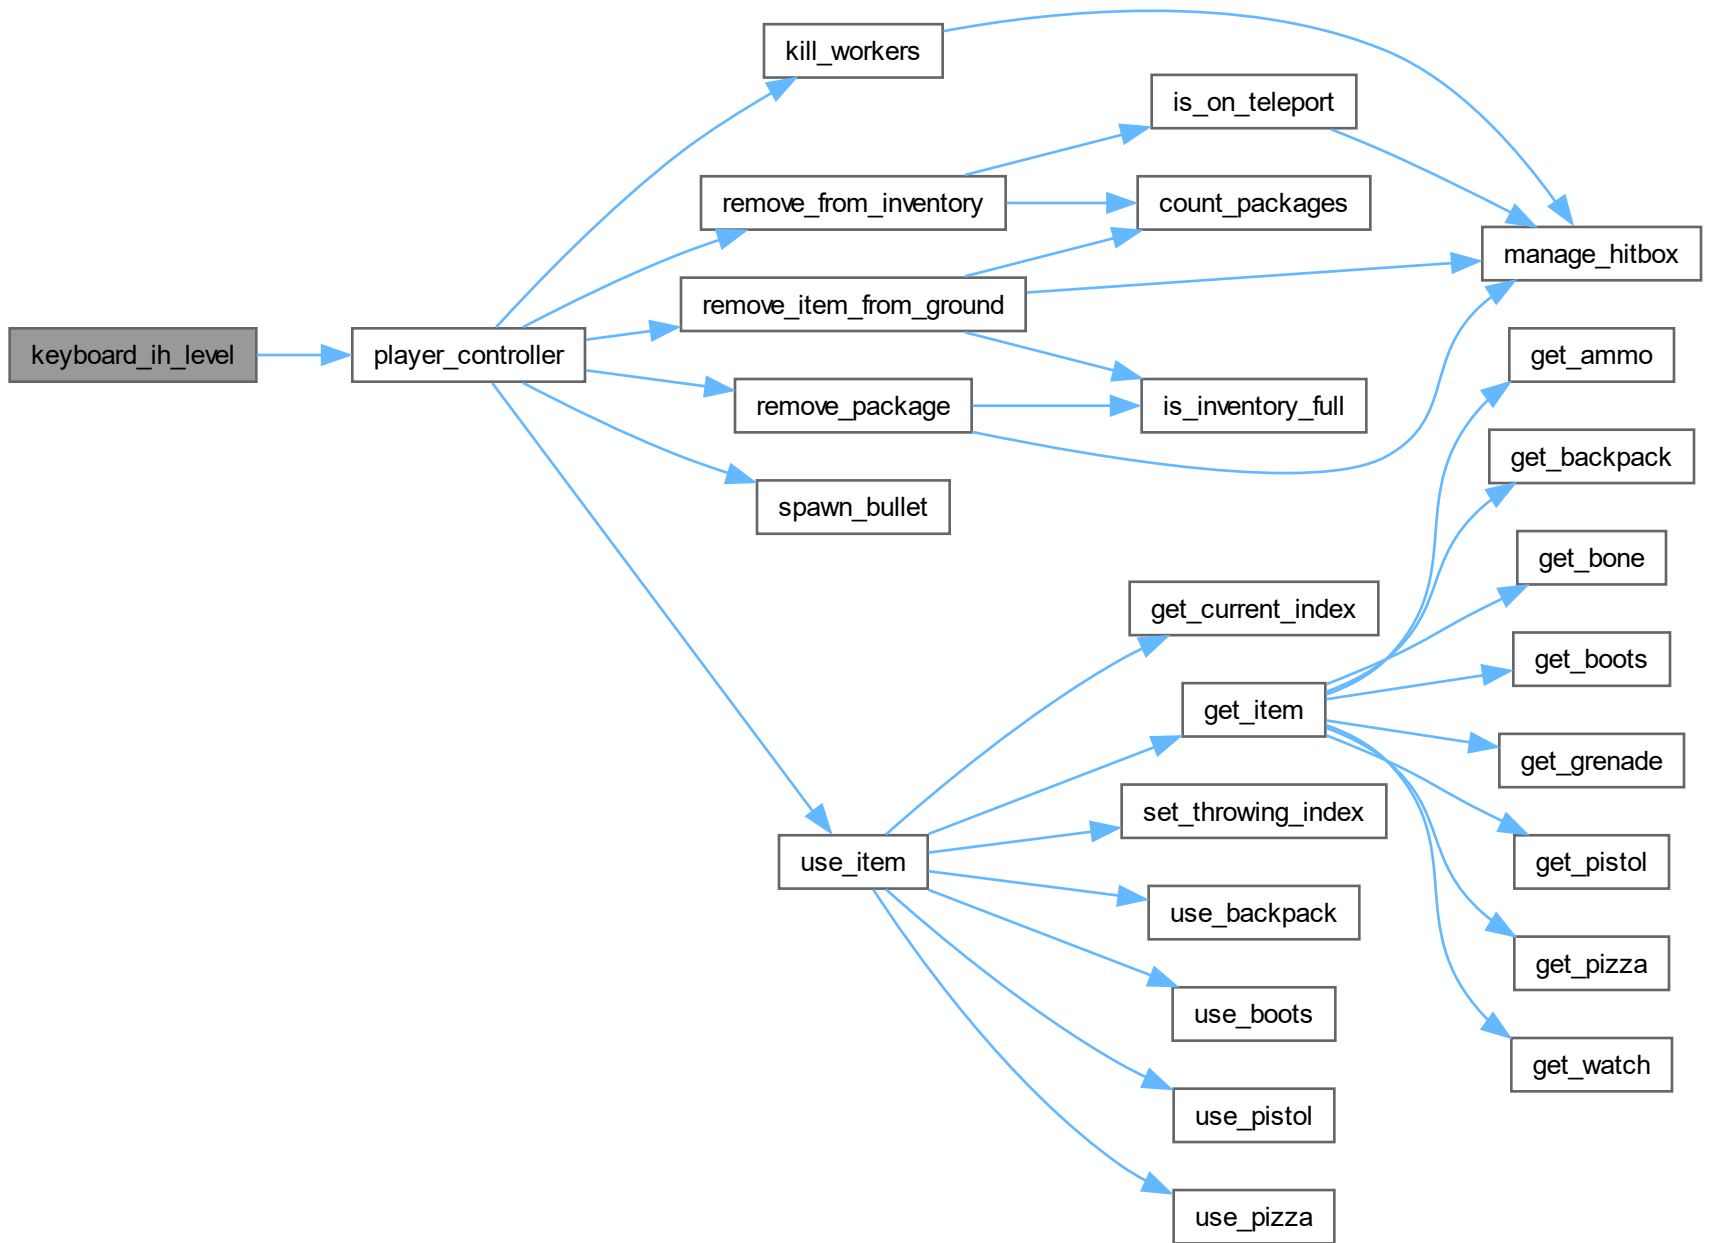 kill_workers
is_on_teleport
remove_from_inventory
count_packages
manage_hitbox
remove_item_from_ground
keyboard_ih_level
player_controller
get_ammo
remove_package
is_inventory_full
get_backpack
spawn_bullet
get_bone
get_current_index
get_boots
get_item
get_grenade
set_throwing_index
use_item
get_pistol
use_backpack
get_pizza
use_boots
get_watch
use_pistol
use_pizza